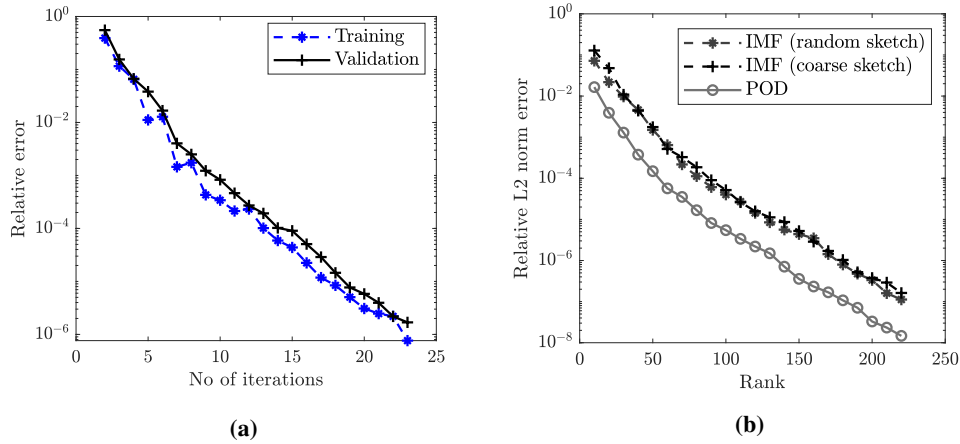 10^0
10^-2
10^-4
10^-6
0
5
10
15
20
25
Relative error
No of iterations
Training
Validation
(a)
10^0
10^-2
10^-4
10^-6
10^-8
0
50
100
150
200
250
Relative L2 norm error
Rank
IMF (random sketch)
IMF (coarse sketch)
POD
(b)